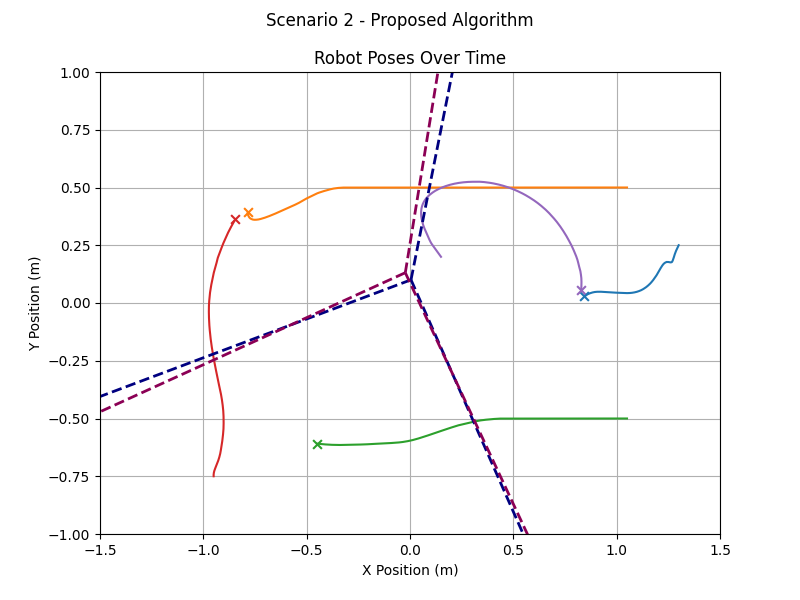 Scenario 2 - Proposed Algorithm
Robot Poses Over Time
1.00
0.75
0.50
0.25
0.00
−0.25
−0.50
−0.75
−1.00
Y Position (m)
−1.5 −1.0 −0.5 0.0 0.5 1.0 1.5
X Position (m)